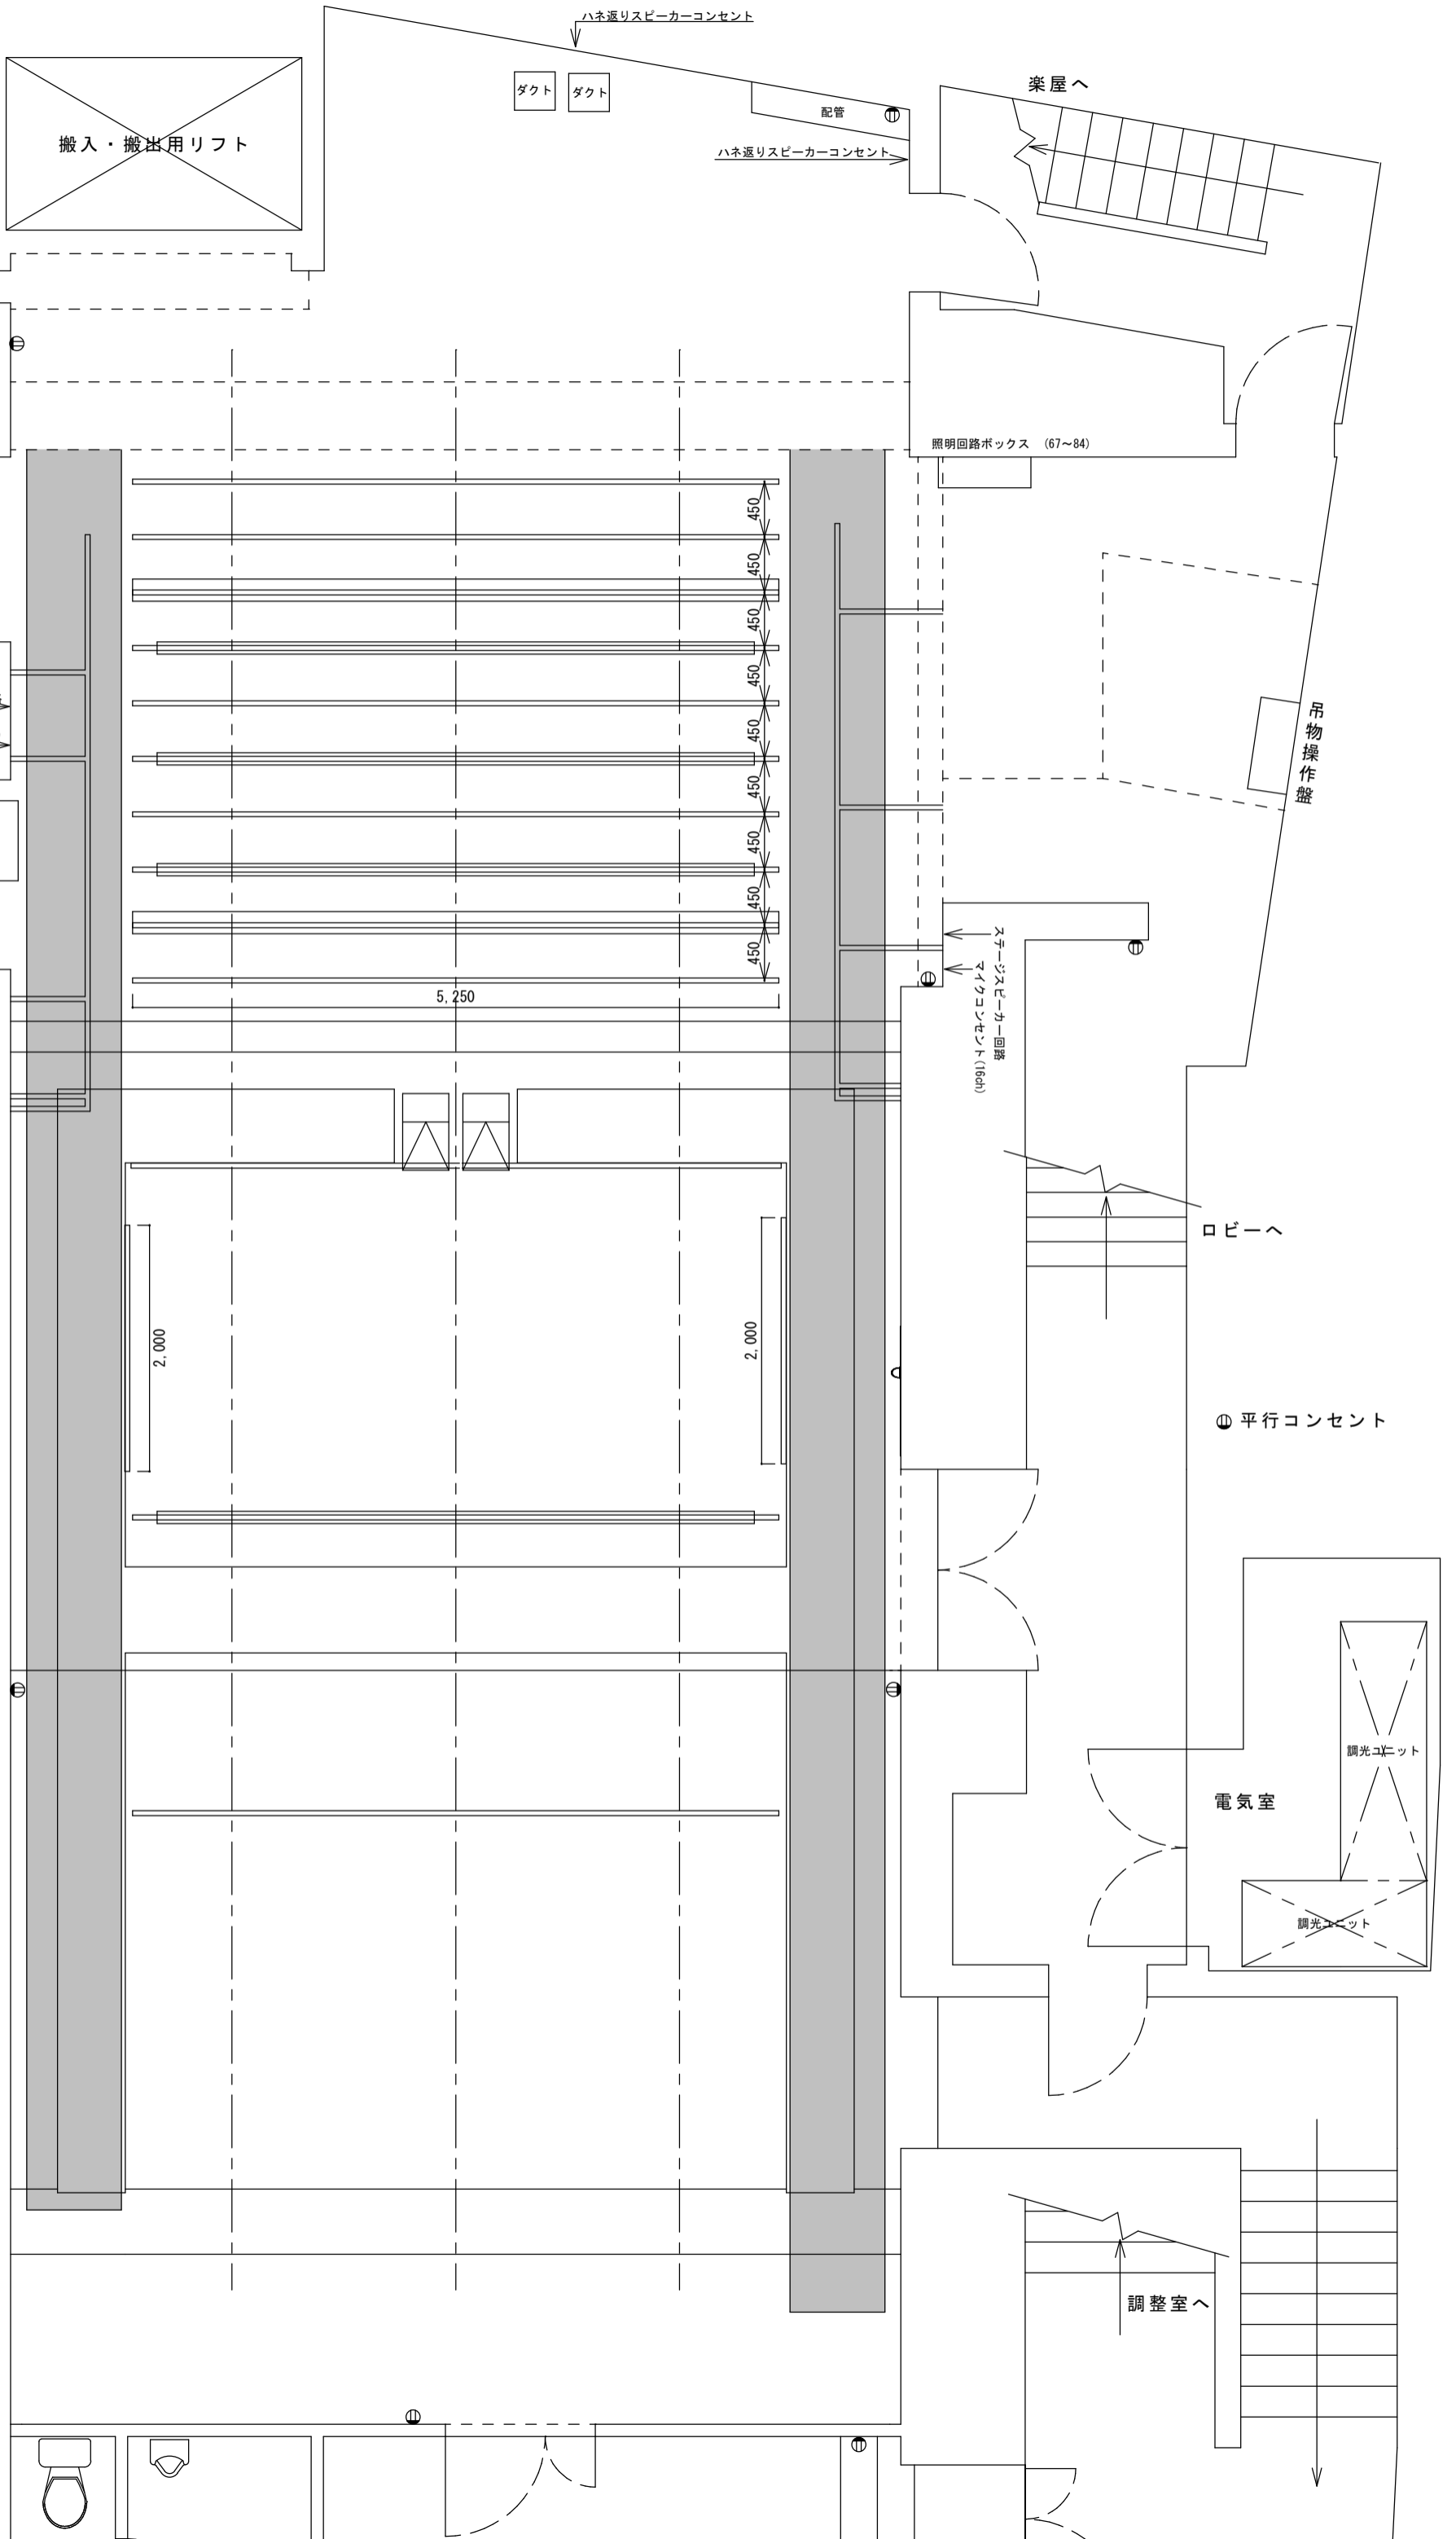 ハネ返りスピーカーコンセント
楽屋へ
ダクト
ダクト
配管
搬入・搬出用リフト
ハネ返りスピーカーコンセント
照明回路ボックス (67～84)
450
450
450
450
450
450
450
450
450
吊物操作盤
ステージスピーカー回路
マイクコンセント(16ch)
5,250
ロビーへ
2,000
2,000
平行コンセント
調光ユニット
電気室
調光ユニット
調整室へ